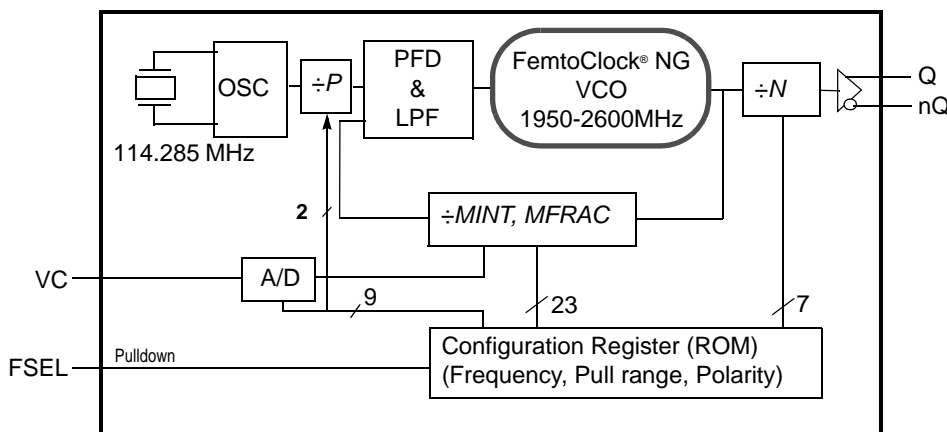 OSC
÷P
PFD
&
LPF
FemtoClock® NG
VCO
1950-2600MHz
÷N
Q
nQ
114.285 MHz
2
÷MINT, MFRAC
VC
A/D
9
23
7
FSEL
Pulldown
Configuration Register (ROM)
(Frequency, Pull range, Polarity)